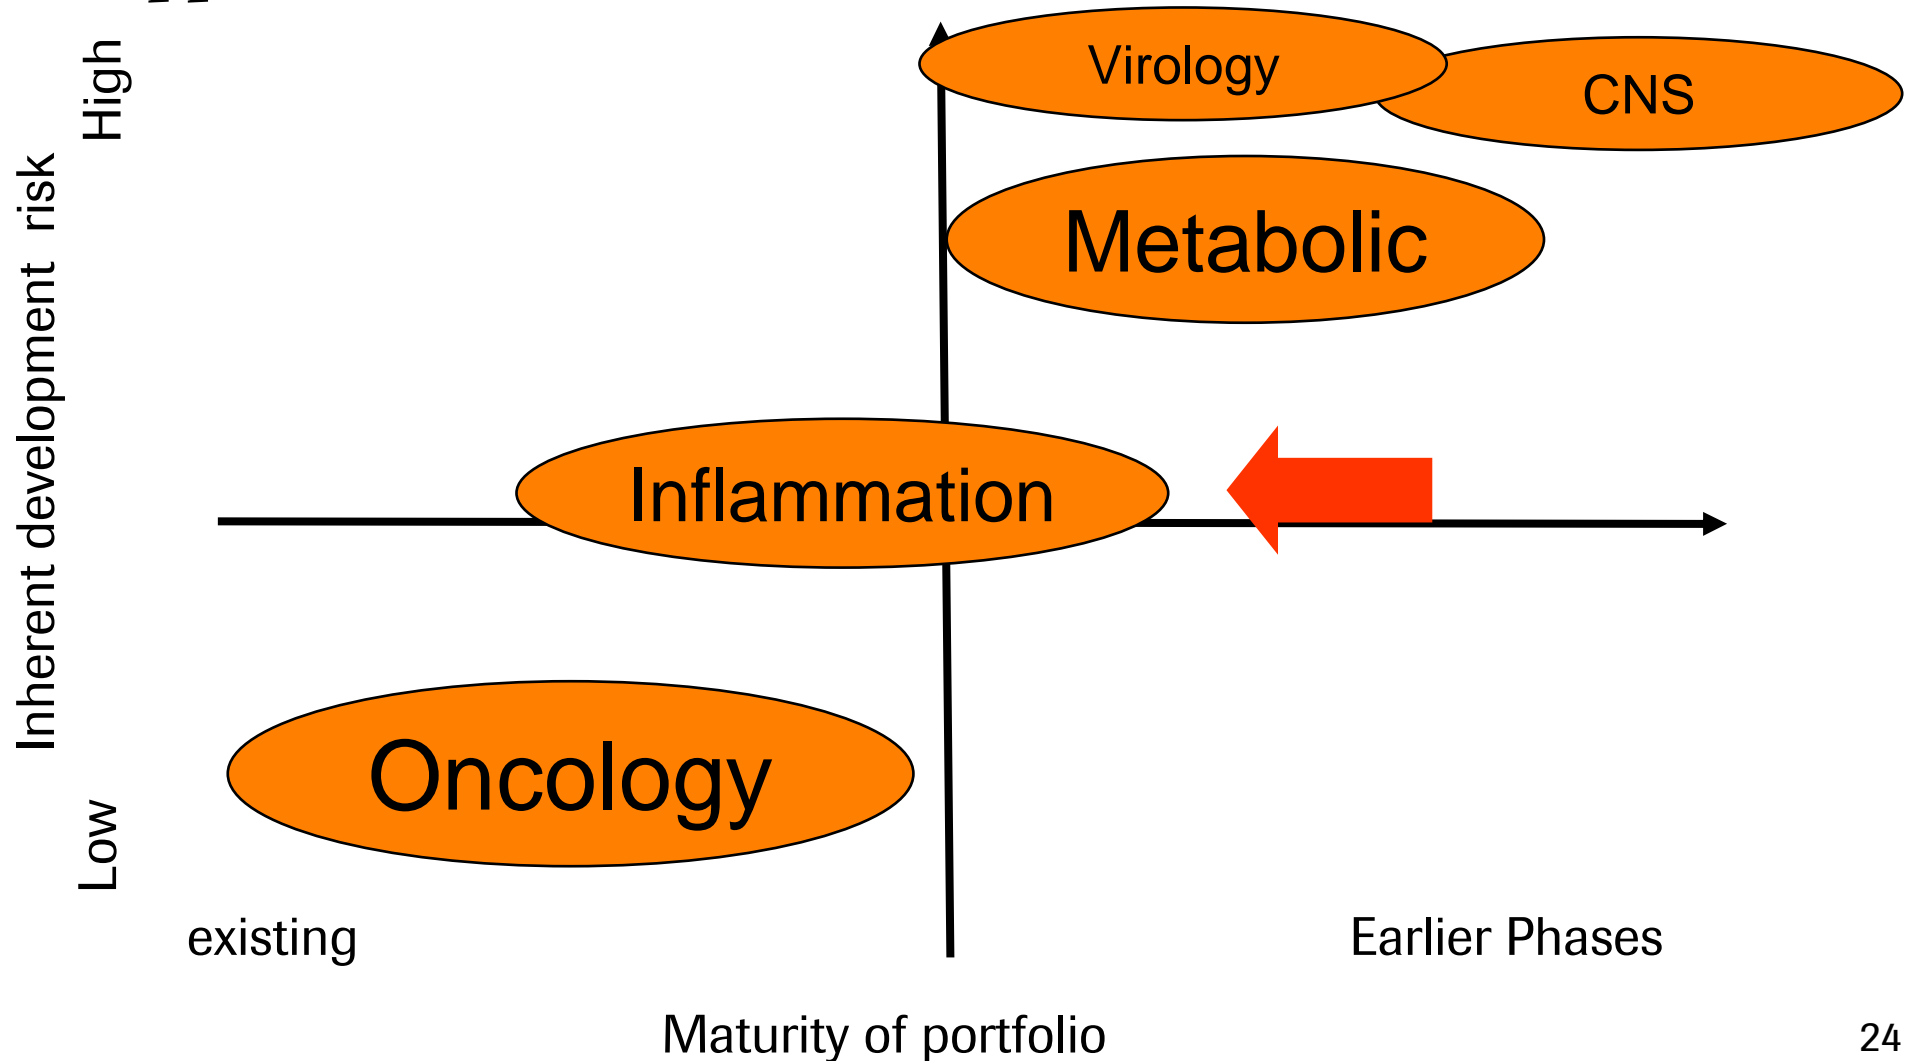 High
Virology
CNS
Metabolic
Inherent development risk
Inflammation
Oncology
Low
existing
Earlier Phases
Maturity of portfolio
24